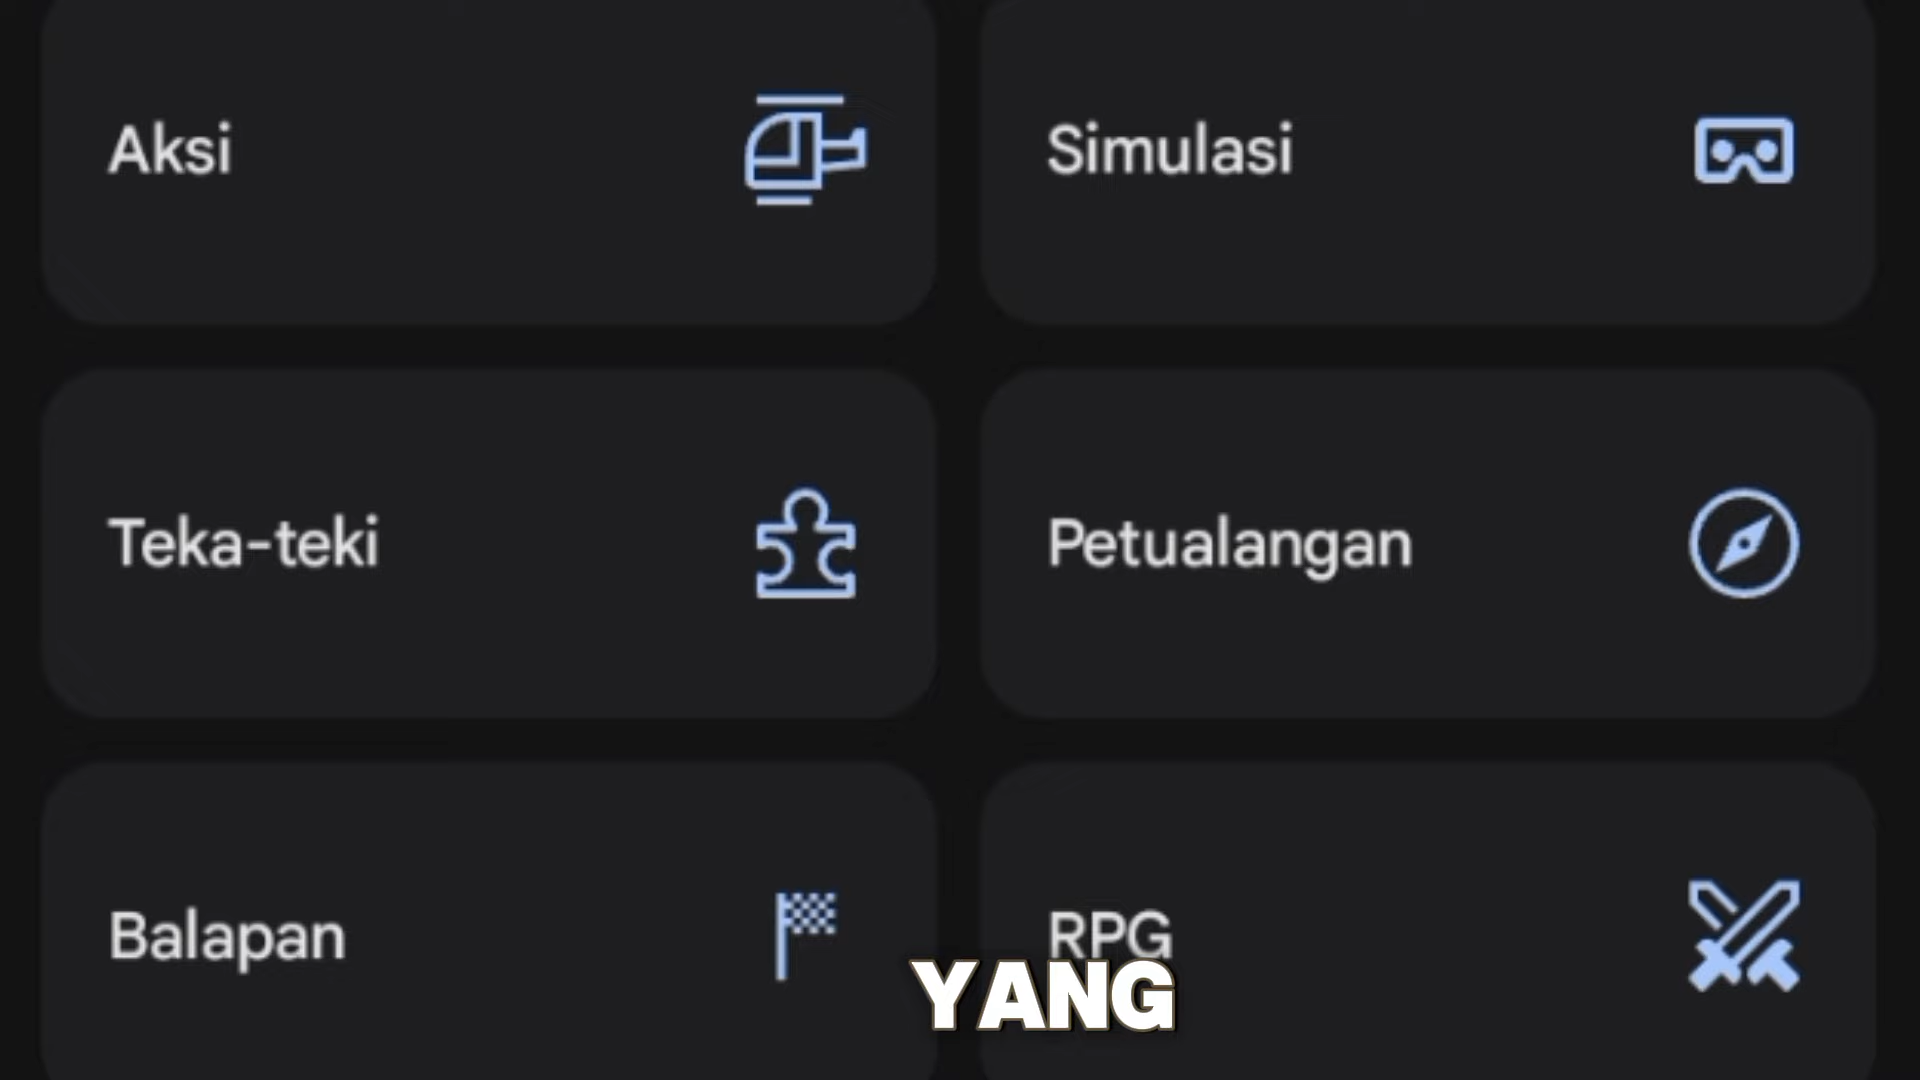 Aksi
Simulasi
Teka-teki
Petualangan
Balapan
RPG
YANG